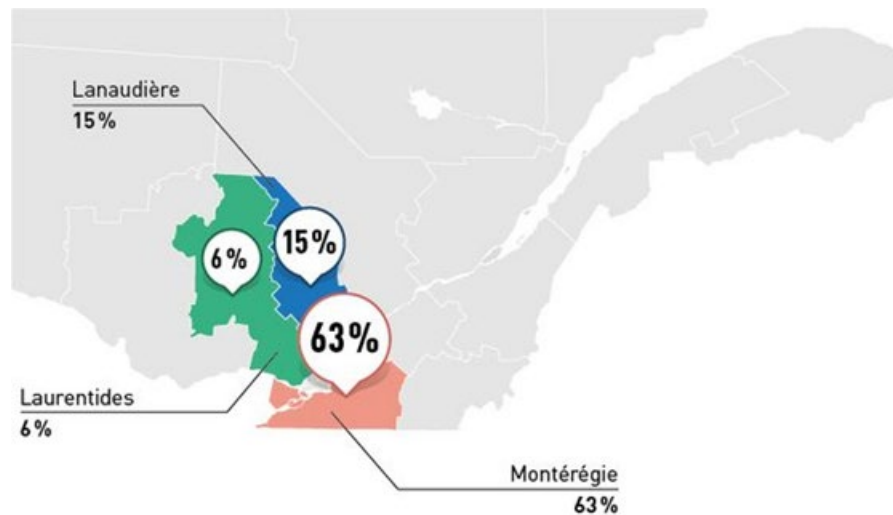 Lanaudière
15 %
6 %
15 %
63 %
Laurentides
6 %
Montérégie
63 %